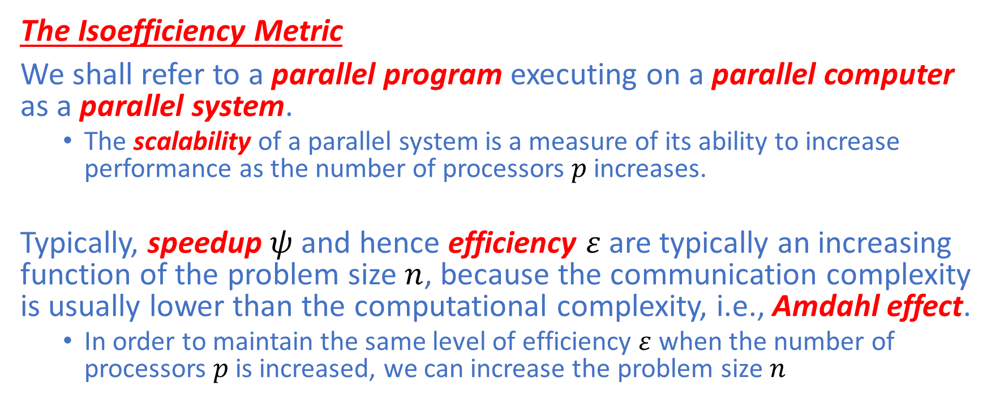 The Isoefficiency Metric
We shall refer to a parallel program executing on a parallel computer
as a parallel system.
• The scalability of a parallel system is a measure of its ability to increase
performance as the number of processors 𝑝 increases.
Typically, speedup 𝜓 and hence efficiency 𝜀 are typically an increasing
function of the problem size 𝑛, because the communication complexity
is usually lower than the computational complexity, i.e., Amdahl effect.
• In order to maintain the same level of efficiency 𝜀 when the number of
processors 𝑝 is increased, we can increase the problem size 𝑛